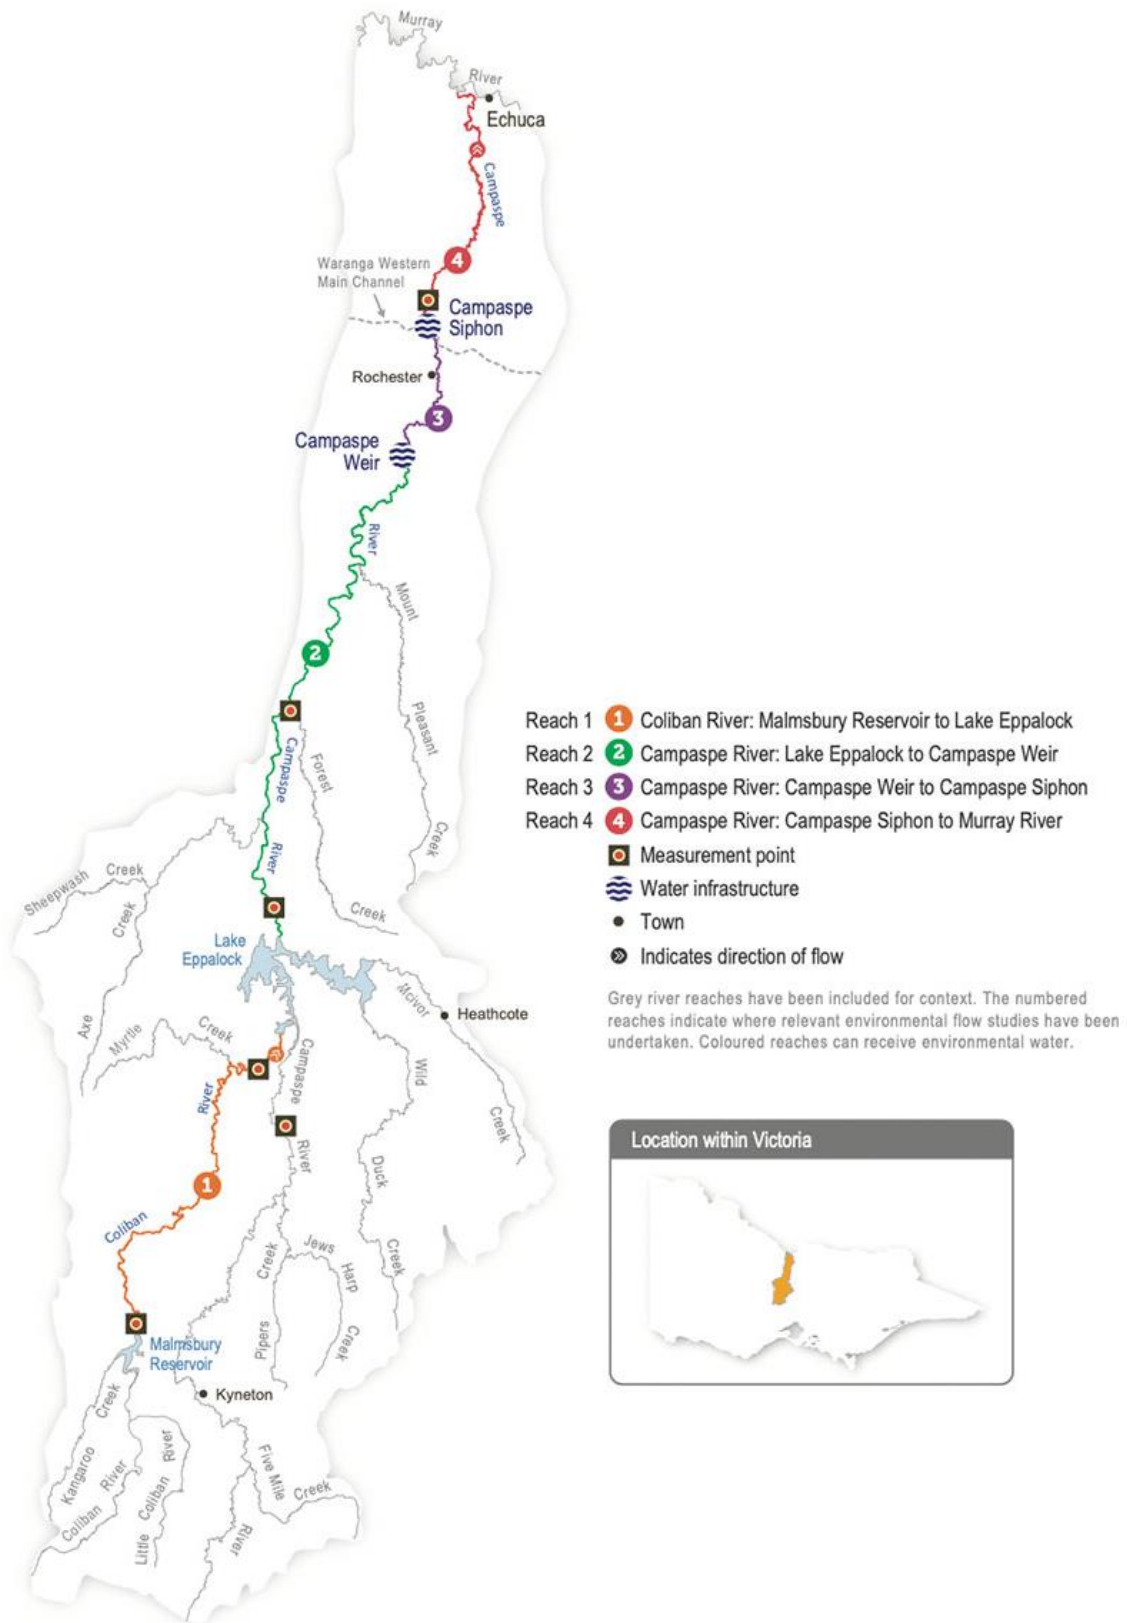 Murray
River
Echuca
Campaspe
4
Waranga Western
Main Channel
Campaspe
Siphon
Rochester
3
Campaspe
Weir
River
Mount
2
Pleasant
Reach 1 1 Coliban River: Malmsbury Reservoir to Lake Eppalock
Reach 2 2 Campaspe River: Lake Eppalock to Campaspe Weir
Reach 3 3 Campaspe River: Campaspe Weir to Campaspe Siphon
Reach 4 4 Campaspe River: Campaspe Siphon to Murray River
Measurement point
Water infrastructure
Town
Indicates direction of flow
Grey river reaches have been included for context. The numbered
reaches indicate where relevant environmental flow studies have been
undertaken. Coloured reaches can receive environmental water.
Campaspe
Forest
River
Creek
Sheepwash
Creek
Creek
Creek
Lake
Eppalock
McIvor
Heathcote
Axe
Myrtle
Creek
Campaspe
Wild
River
Creek
River
Duck
1
Coliban
Jews
Creek
Harp
Creek
Pipers
Creek
Malmsbury
Reservoir
Kyneton
Creek
Kangaroo
River
Coliban
River
Coliban
Little
Five Mile
Creek
River
Location within Victoria